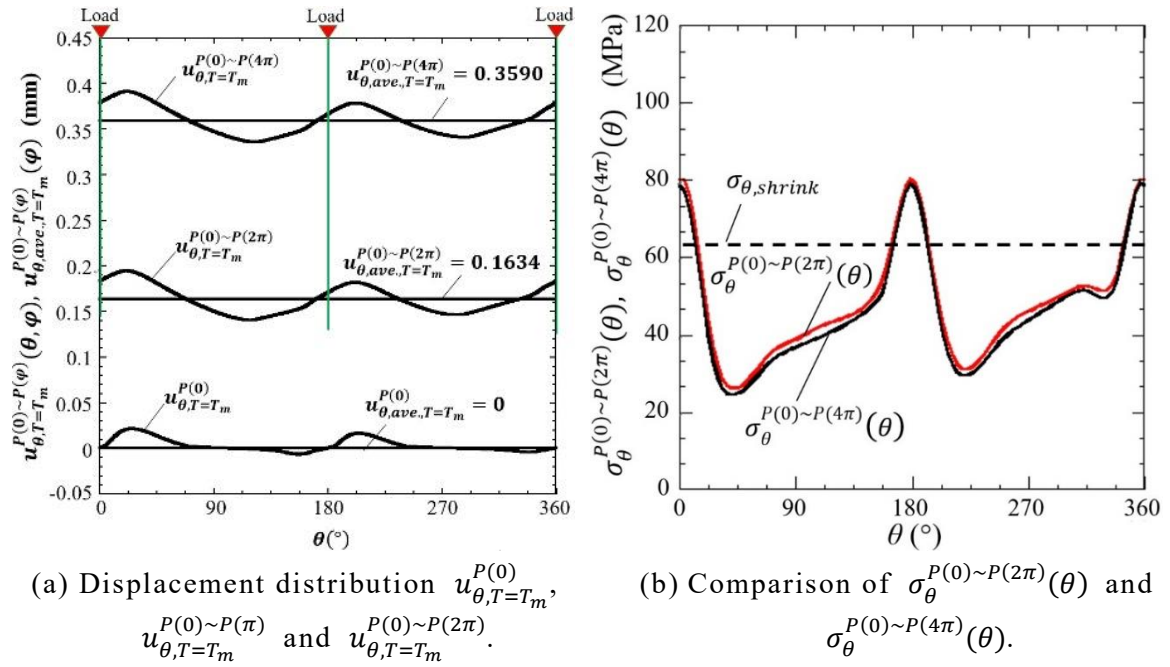 Load
Load
Load
0.45
0.4
0.35
0.3
0.25
0.2
0.15
0.1
0.05
0
-0.05
u_{θ,T=T_m}^{P(0)~P(φ)}(θ, φ), u_{θ,ave.,T=T_m}^{P(0)~P(φ)}(φ) (mm)
u_{θ,T=T_m}^{P(0)~P(4π)}
u_{θ,ave.,T=T_m}^{P(0)~P(4π)} = 0.3590
u_{θ,T=T_m}^{P(0)~P(2π)}
u_{θ,ave.,T=T_m}^{P(0)~P(2π)} = 0.1634
u_{θ,T=T_m}^{P(0)}
u_{θ,ave.,T=T_m}^{P(0)} = 0
0 90 180 270 360
θ(°)
(a) Displacement distribution u_{θ,T=T_m}^{P(0)},
u_{θ,T=T_m}^{P(0)~P(π)} and u_{θ,T=T_m}^{P(0)~P(2π)}.
120
100
80
60
40
20
0
σ_θ^{P(0)~P(2π)}(θ), σ_θ^{P(0)~P(4π)}(θ) (MPa)
σ_{θ,shrink}
σ_θ^{P(0)~P(2π)}(θ)
σ_θ^{P(0)~P(4π)}(θ)
0 90 180 270 360
θ (°)
(b) Comparison of σ_θ^{P(0)~P(2π)}(θ) and
σ_θ^{P(0)~P(4π)}(θ).